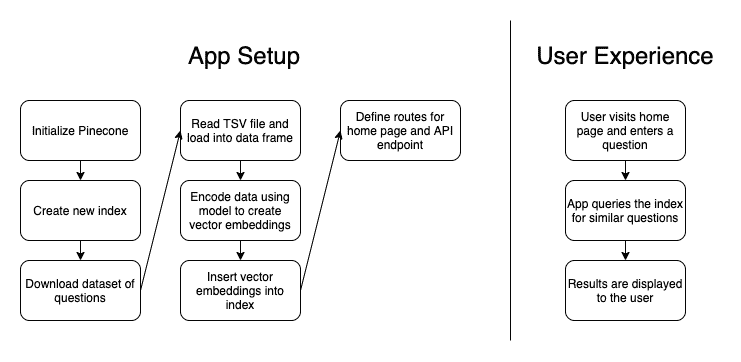 App Setup
Initialize Pinecone
Create new index
Download dataset of
questions
Read TSV file and
load into data frame
Encode data using
model to create
vector embeddings
Insert vector
embeddings into
index
Define routes for
home page and API
endpoint
User Experience
User visits home
page and enters a
question
App queries the index
for similar questions
Results are displayed
to the user